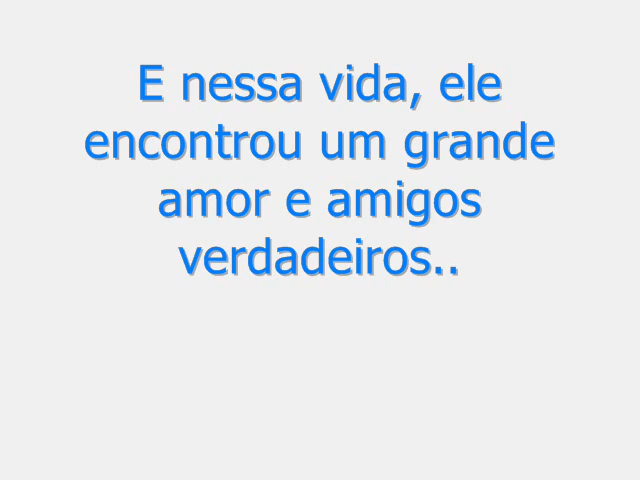 E nessa vida, ele
encontrou um grande
amor e amigos
verdadeiros..